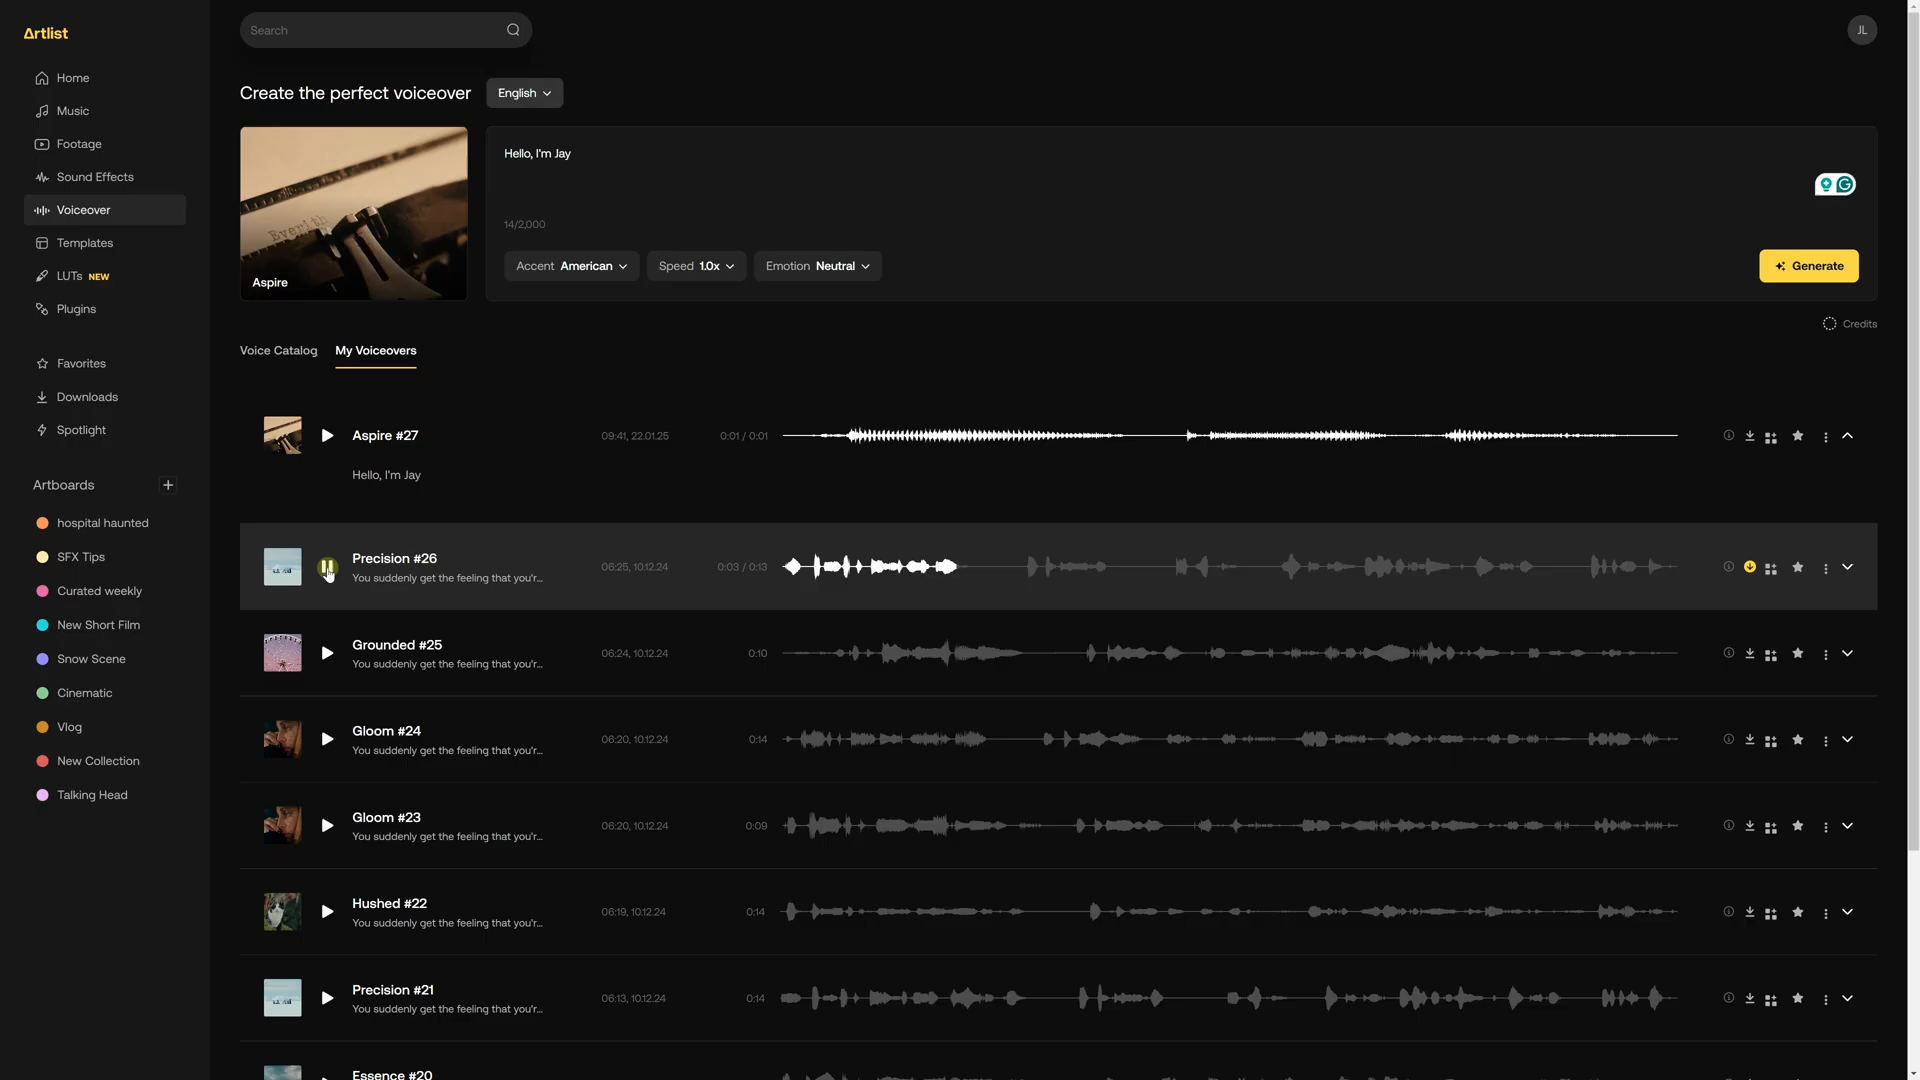 Artlist
Search
JL
Home
Music
Footage
Sound Effects
Voiceover
Templates
LUTs NEW
Plugins
Favorites
Downloads
Spotlight
Artboards
hospital haunted
SFX Tips
Curated weekly
New Short Film
Snow Scene
Cinematic
Vlog
New Collection
Talking Head
Create the perfect voiceover English
Aspire
Hello, I'm Jay
14/2,000
Accent American Speed 1.0x Emotion Neutral
Generate
Credits
Voice Catalog My Voiceovers
Aspire #27 09:41, 22.01.25 0:01 / 0:01
Hello, I'm Jay
Precision #26 06:25, 10.12.24 0:03 / 0:13
You suddenly get the feeling that you'r...
Grounded #25 06:24, 10.12.24 0:10
You suddenly get the feeling that you'r...
Gloom #24 06:20, 10.12.24 0:14
You suddenly get the feeling that you'r...
Gloom #23 06:20, 10.12.24 0:09
You suddenly get the feeling that you'r...
Hushed #22 06:19, 10.12.24 0:14
You suddenly get the feeling that you'r...
Precision #21 06:13, 10.12.24 0:14
You suddenly get the feeling that you'r...
Essence #20